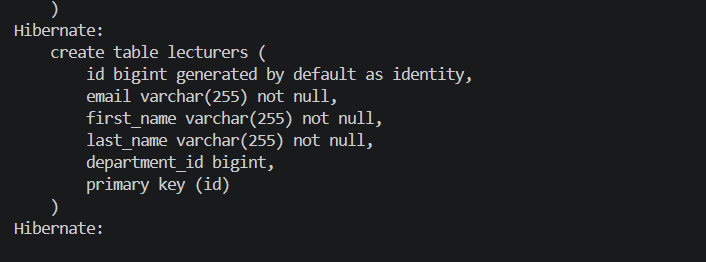 )
Hibernate:
create table lecturers (
id bigint generated by default as identity,
email varchar(255) not null,
first_name varchar(255) not null,
last_name varchar(255) not null,
department_id bigint,
primary key (id)
)
Hibernate: